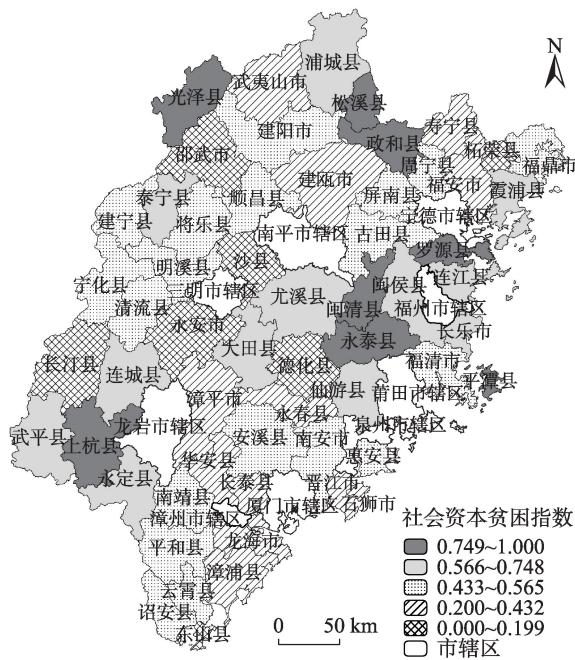 N
浦城县
武夷山市
光泽县
松溪县
建阳市
寿宁县
政和县
邵武市
柘荣县
福鼎市
周宁县
建瓯市
福安市
屏南县
霞浦县
泰宁县
顺昌县
建宁县
将乐县
宁德市辖区
南平市辖区
古田县
罗源县
沙县
明溪县
闽侯县
连江县
宁化县
三明市辖区
尤溪县
清流县
闽清县
福州市辖区
永安市
长乐市
大田县
永泰县
长汀县
连城县
德化县
福清市
平潭县
仙游县
莆田市辖区
漳平市
永春县
龙岩市辖区
泉州市辖区
武平县
上杭县
安溪县
南安市
华安县
惠安县
永定县
长泰县
晋江市
南靖县
厦门市辖区
石狮市
漳州市辖区
龙海市
平和县
漳浦县
云霄县
诏安县
东山县
社会资本贫困指数
0.749~1.000
0.566~0.748
0.433~0.565
0.200~0.432
0.000~0.199
市辖区
0 50 km